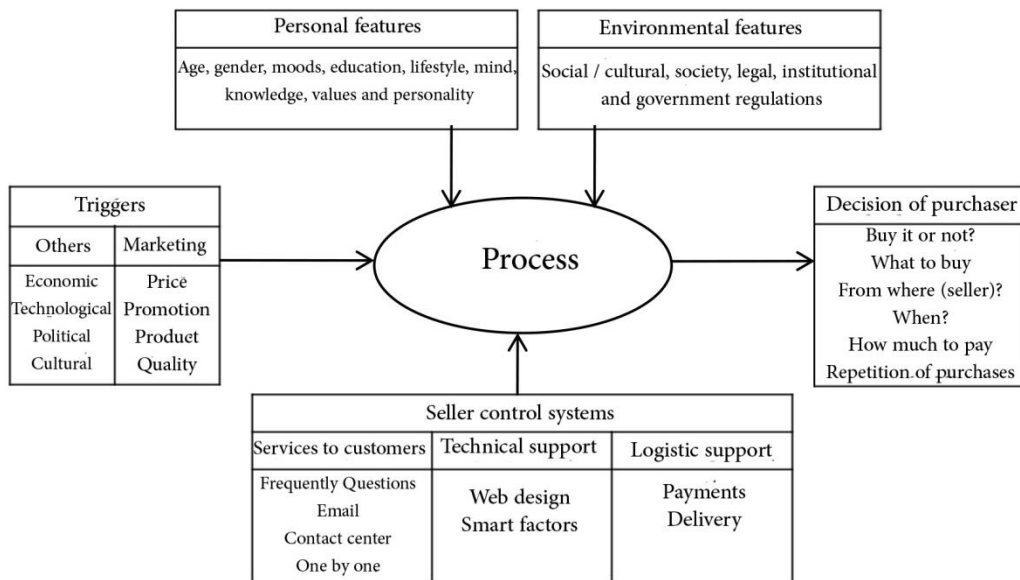 Personal features
Age, gender, moods, education, lifestyle, mind,
knowledge, values and personality
Environmental features
Social / cultural, society, legal, institutional
and government regulations
Triggers
Others
Economic
Technological
Political
Cultural
Marketing
Price
Promotion
Product
Quality
Process
Decision of purchaser
Buy it or not?
What to buy
From where (seller)?
When?
How much to pay
Repetition of purchases
Seller control systems
Services to customers
Frequently Questions
Email
Contact center
One by one
Technical support
Web design
Smart factors
Logistic support
Payments
Delivery